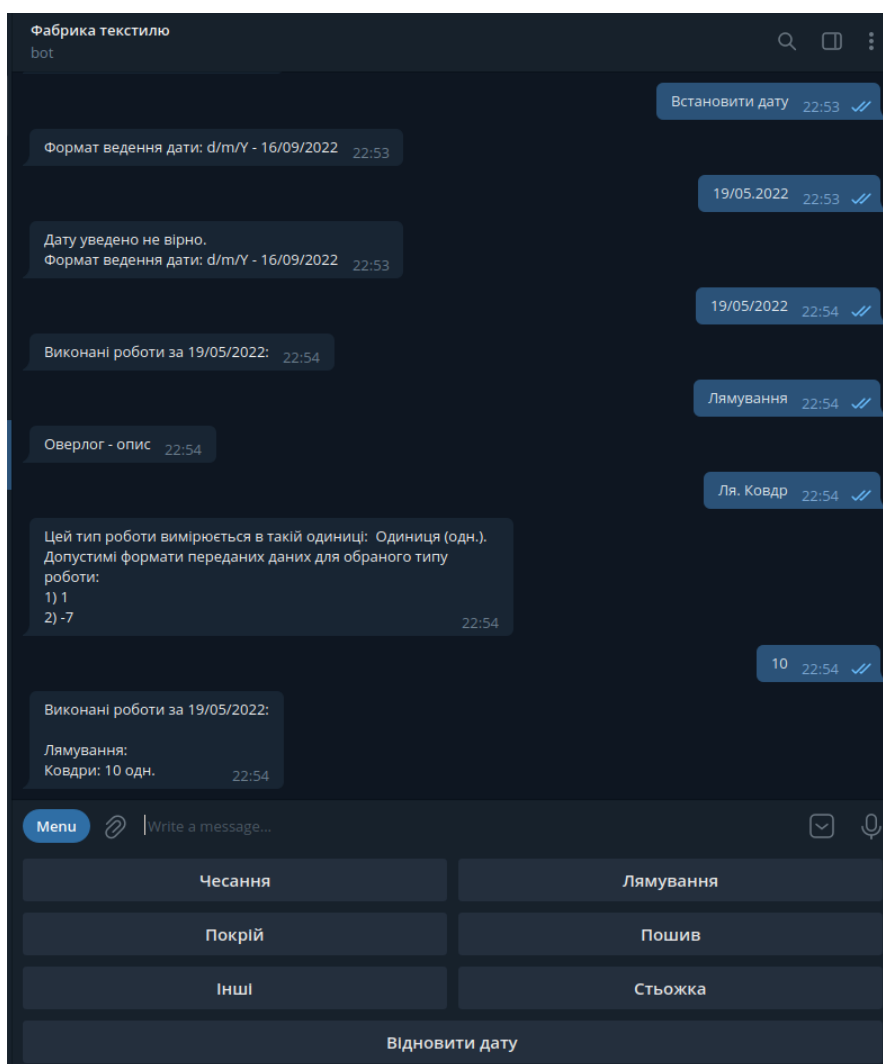 Фабрика текстилю
bot
Встановити дату 22:53
Формат ведення дати: d/m/Y - 16/09/2022 22:53
19/05.2022 22:53
Дату уведено не вірно.
Формат ведення дати: d/m/Y - 16/09/2022 22:53
19/05/2022 22:54
Виконані роботи за 19/05/2022: 22:54
Лямування 22:54
Оверлог - опис 22:54
Ля. Ковдр 22:54
Цей тип роботи вимірюється в такій одиниці:  Одиниця (одн.).
Допустимі формати переданих даних для обраного типу
роботи:
1) 1
2) -7 22:54
10 22:54
Виконані роботи за 19/05/2022:
Лямування:
Ковдри: 10 одн. 22:54
Menu Write a message...
Чесання Лямування
Покрій Пошив
Інші Стьожка
Відновити дату